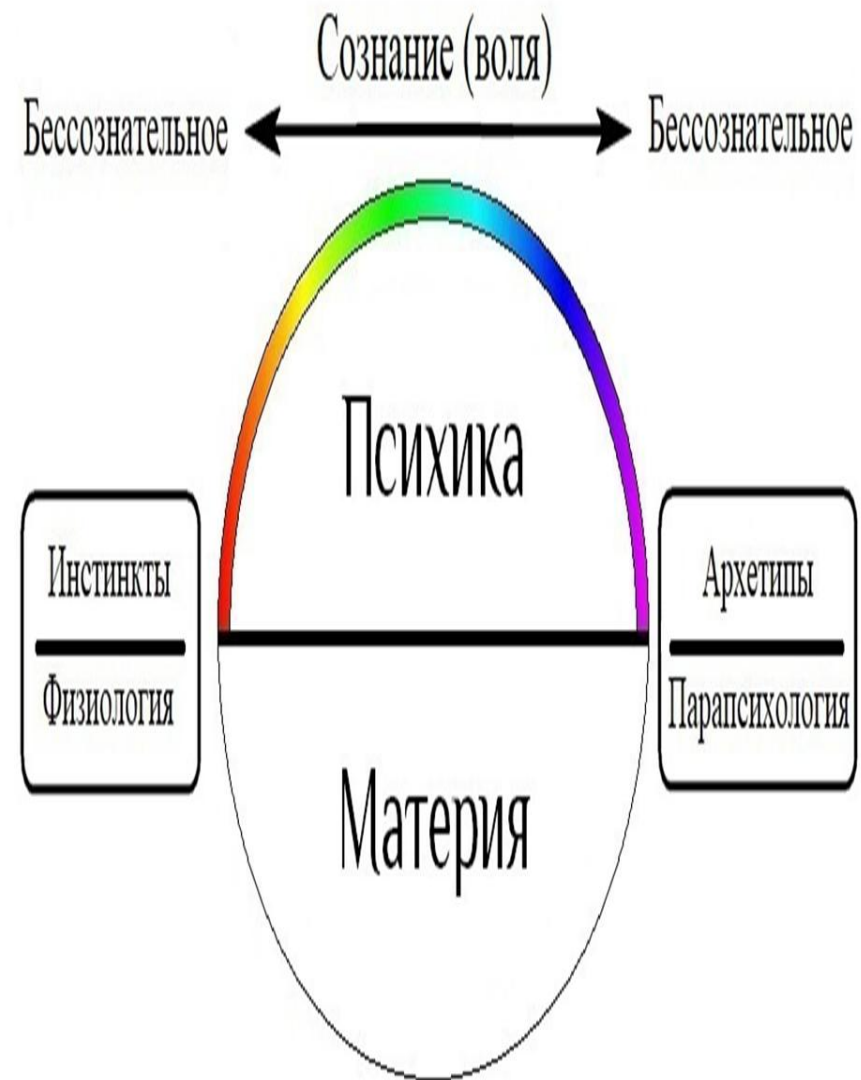 Сознание (воля)
Бессознательное
Бессознательное
Психика
Инстинкты
Физиология
Архетипы
Парапсихология
Материя